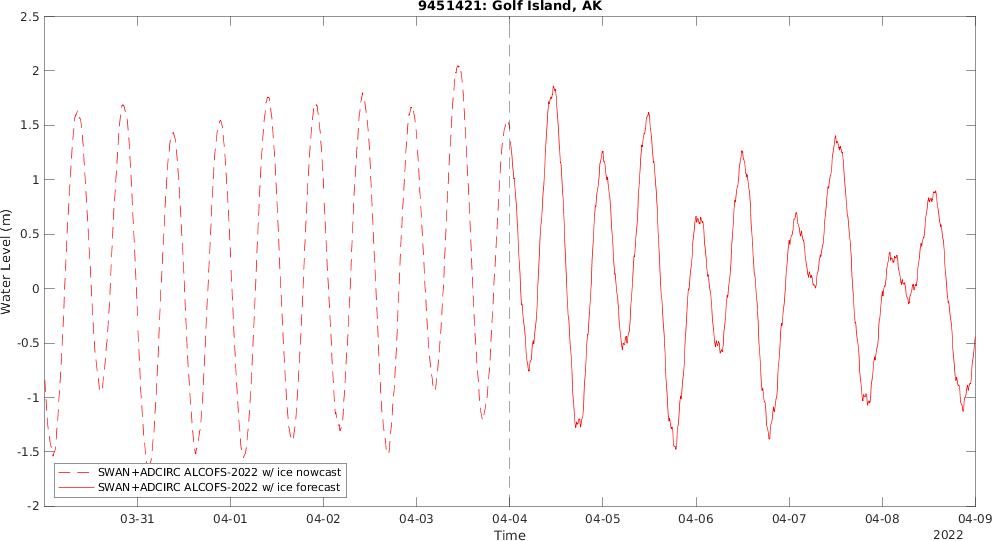 9451421: Golf Island, AK
2.5
2
1.5
1
0.5
0
-0.5
-1
-1.5
-2
Water Level (m)
SWAN+ADCIRC ALCOFS-2022 w/ ice nowcast
SWAN+ADCIRC ALCOFS-2022 w/ ice forecast
03-31 04-01 04-02 04-03 04-04 04-05 04-06 04-07 04-08 04-09
Time
2022